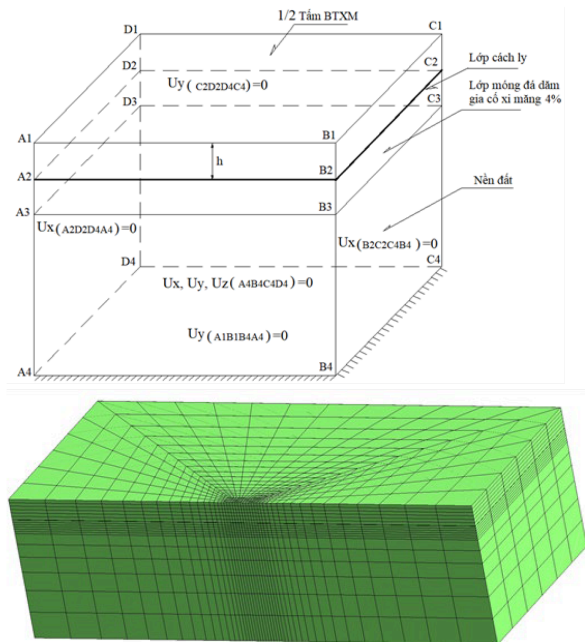 D1
1/2 Tấm BTXM
C1
Lớp cách ly
D2
C2
Uy ( C2D2D4C4)=0
D3
C3
Lớp móng đá dăm
gia cố xi măng 4%
A1
B1
h
A2
B2
Nền đất
A3
B3
Ux(A2D2D4A4)=0
Ux(B2C2C4B4)=0
D4
C4
Ux, Uy, Uz( A4B4C4D4)=0
Uy(A1B1B4A4)=0
A4
B4